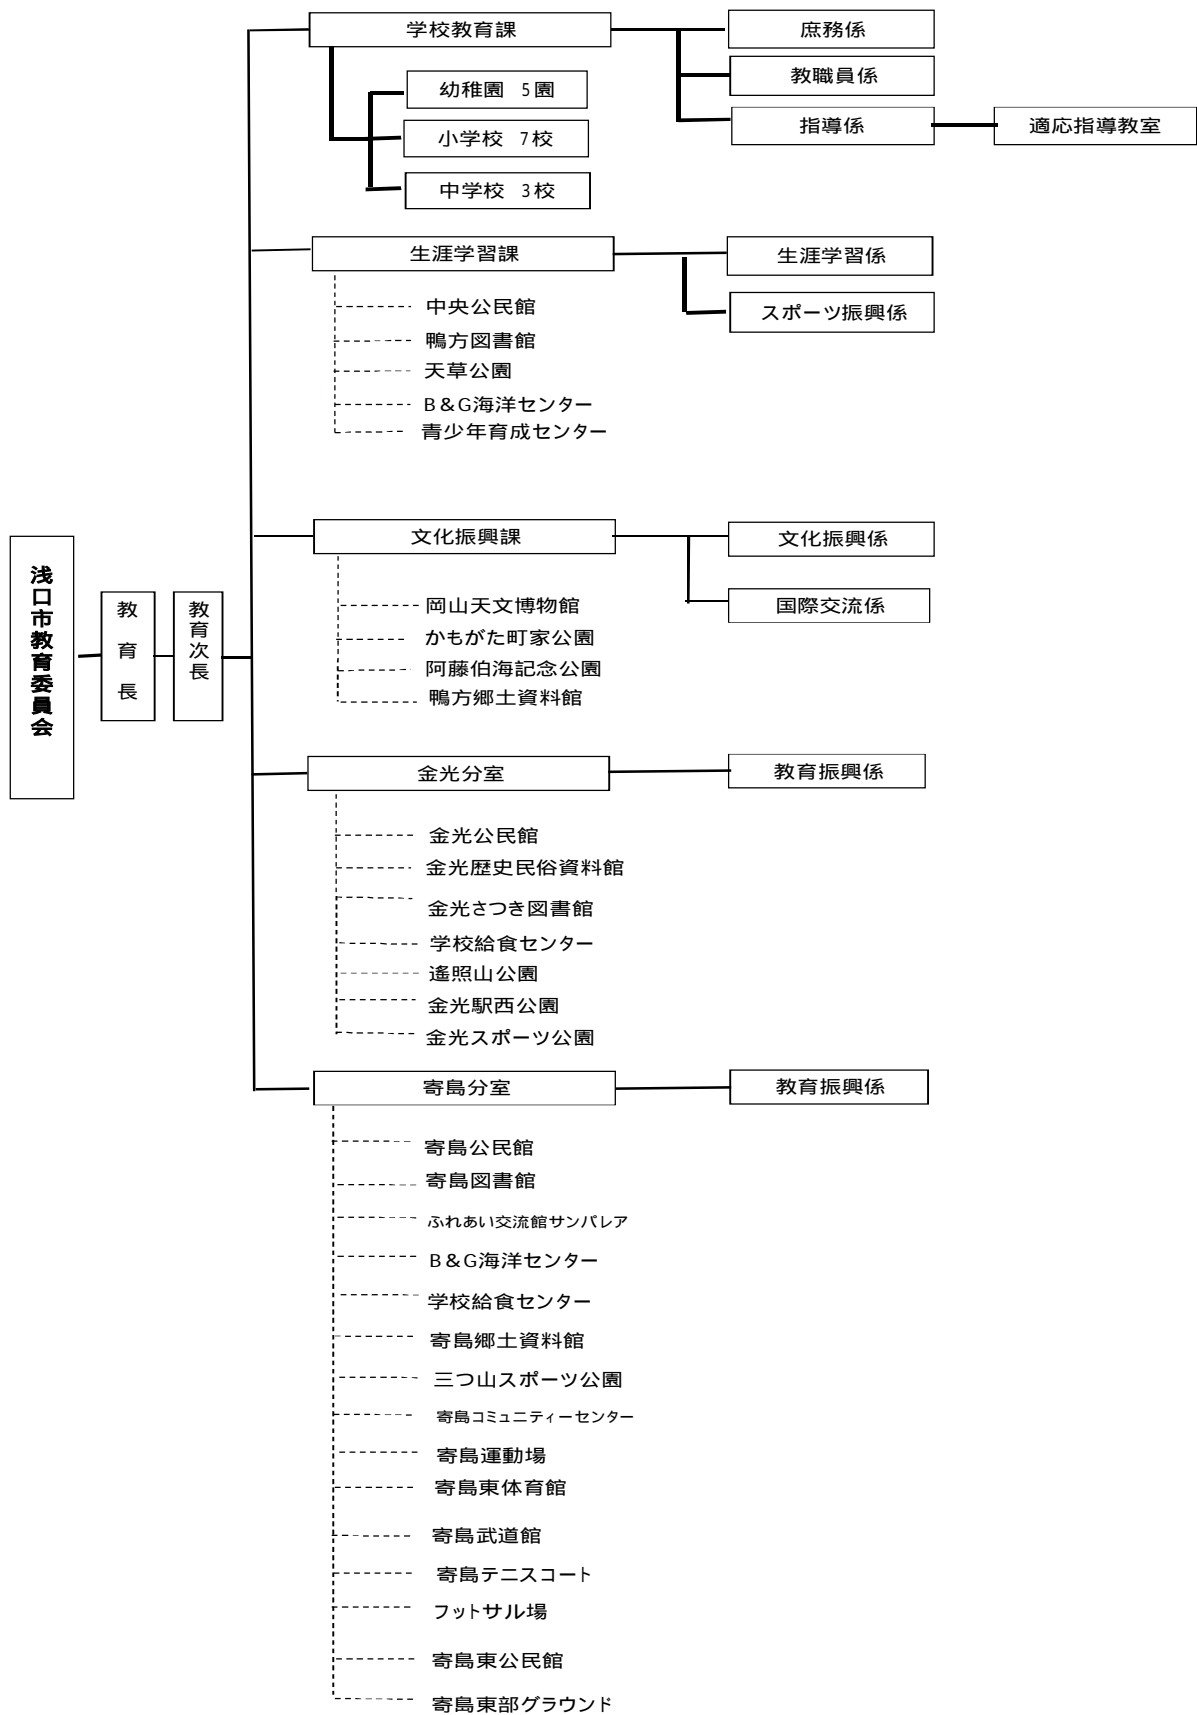 浅口市教育委員会
教育長
教育次長
学校教育課
庶務係
教職員係
指導係
適応指導教室
幼稚園 5園
小学校 7校
中学校 3校
生涯学習課
生涯学習係
スポーツ振興係
中央公民館
鴨方図書館
天草公園
B&G海洋センター
青少年育成センター
文化振興課
文化振興係
国際交流係
岡山天文博物館
かもがた町家公園
阿藤伯海記念公園
鴨方郷土資料館
金光分室
教育振興係
金光公民館
金光歴史民俗資料館
金光さつき図書館
学校給食センター
遙照山公園
金光駅西公園
金光スポーツ公園
寄島分室
教育振興係
寄島公民館
寄島図書館
ふれあい交流館サンパレア
B&G海洋センター
学校給食センター
寄島郷土資料館
三つ山スポーツ公園
寄島コミュニティーセンター
寄島運動場
寄島東体育館
寄島武道館
寄島テニスコート
フットサル場
寄島東公民館
寄島東部グラウンド